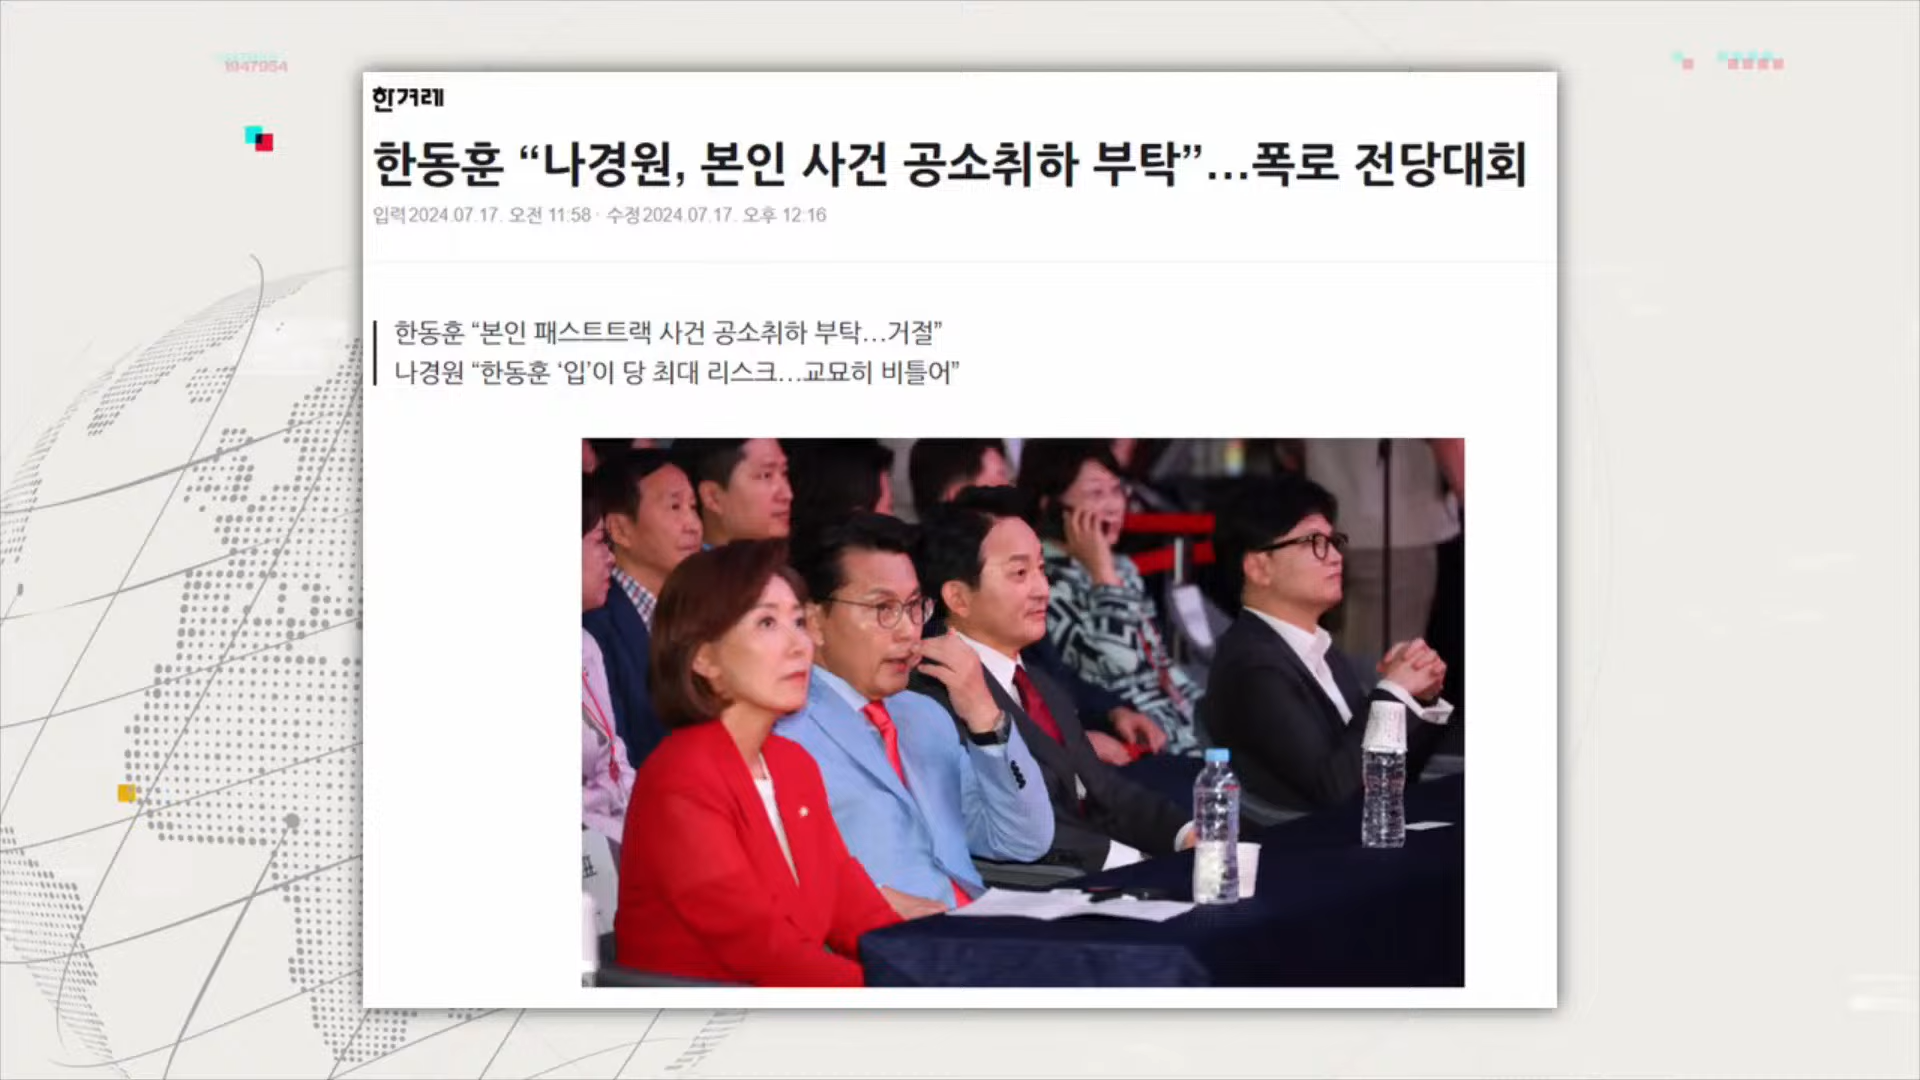 1947954
한겨레
한동훈 “나경원, 본인 사건 공소취하 부탁”…폭로 전당대회
입력 2024.07.17. 오전 11:58 · 수정 2024.07.17. 오후 12:16
한동훈 “본인 패스트트랙 사건 공소취하 부탁…거절”
나경원 “한동훈 ‘입’이 당 최대 리스크…교묘히 비틀어”